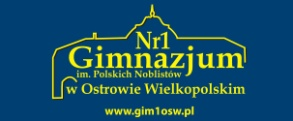 Nr1
Gimnazjum
im. Polskich Noblistów
w Ostrowie Wielkopolskim
www.gim1osw.pl